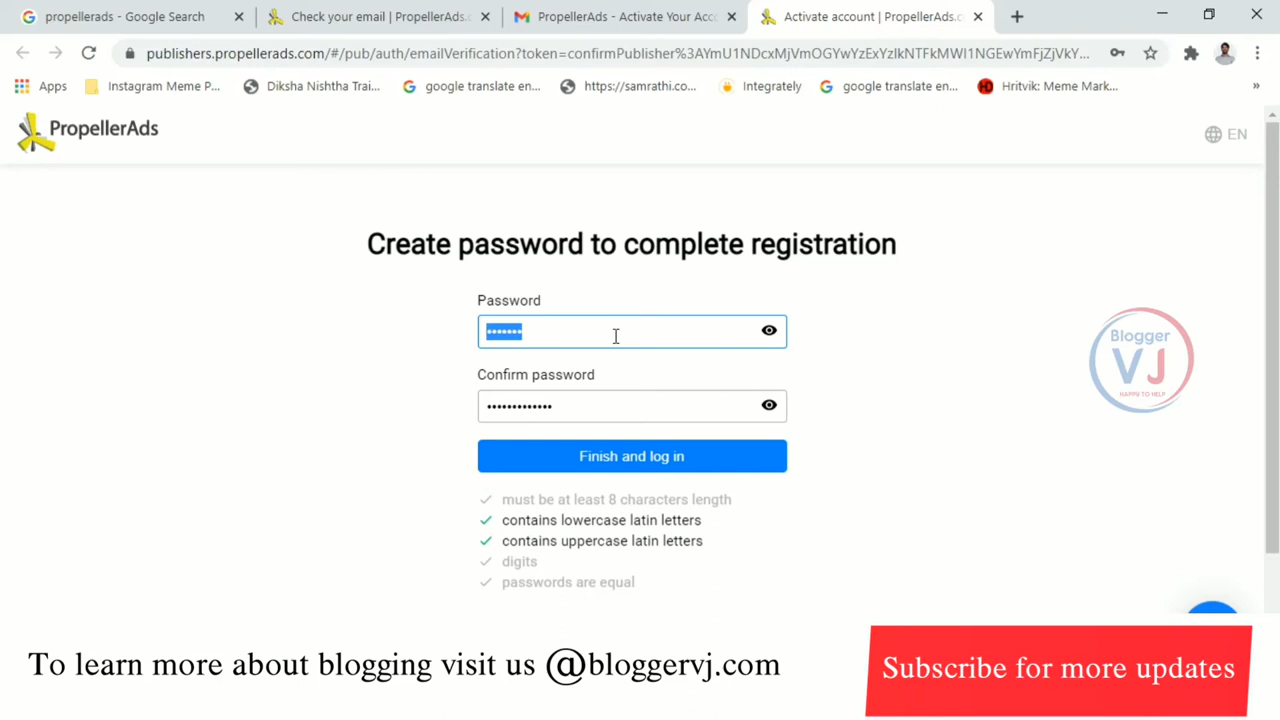 propellerads - Google Search
Check your email | PropellerAds.c
PropellerAds - Activate Your Acc
Activate account | PropellerAds.c
publishers.propellerads.com/#/pub/auth/emailVerification?token=confirmPublisher%3AYmU1NDcxMjVmOGYwYzExYzlkNTFkMWI1NGEwYmFjZjVkY...
Apps
Instagram Meme P...
Diksha Nishtha Trai...
google translate en...
https://samrathi.co...
Integrately
google translate en...
Hritvik: Meme Mark...
»
PropellerAds
EN
Create password to complete registration
Password
•••••••
Confirm password
•••••••••••••
Finish and log in
must be at least 8 characters length
contains lowercase latin letters
contains uppercase latin letters
digits
passwords are equal
Blogger
VJ
HAPPY TO HELP
To learn more about blogging visit us @bloggervj.com
Subscribe for more updates